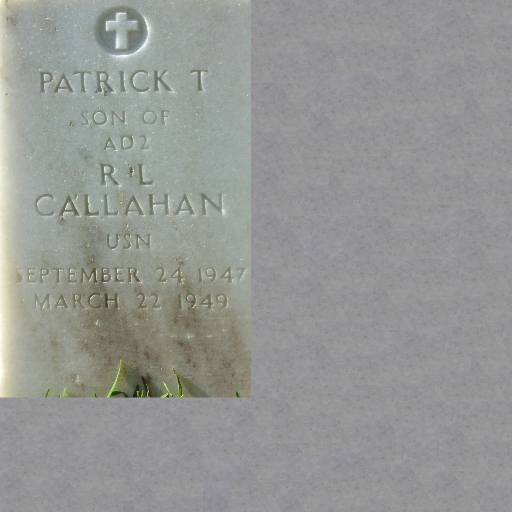 PATRICK T
SON OF
AD2
R L
CALLAHAN
USN
SEPTEMBER 24 1947
MARCH 22 1949